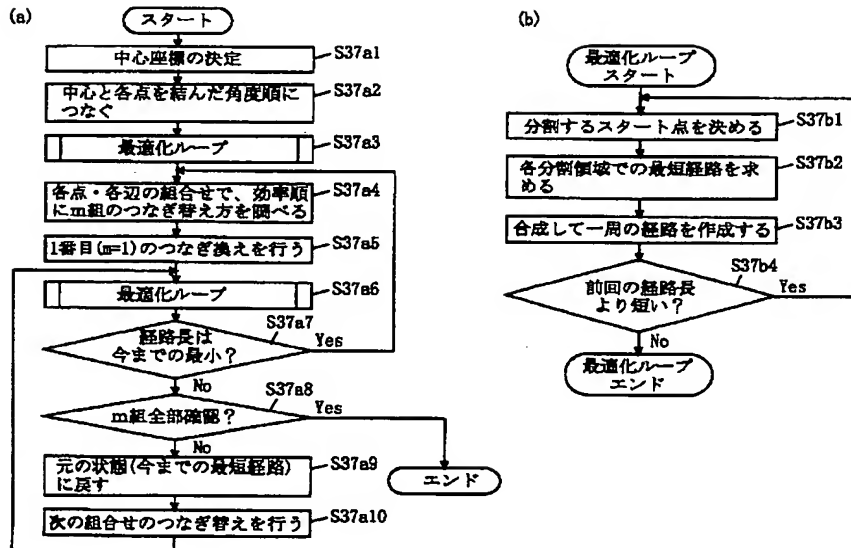 (a)
スタート
中心座標の決定
S37a1
中心と各点を結んだ角度順に
つなぐ
S37a2
最適化ループ
S37a3
各点・各辺の組合せで、効率順
にm組のつなぎ替え方を調べる
S37a4
1番目(m=1)のつなぎ換えを行う
S37a5
最適化ループ
S37a6
経路長は
今までの最小?
S37a7
Yes
No
m組全部確認?
S37a8
Yes
No
元の状態(今までの最短経路)
に戻す
S37a9
次の組合せのつなぎ替えを行う
S37a10
エンド
(b)
最適化ループ
スタート
分割するスタート点を決める
S37b1
各分割領域での最短経路を求
める
S37b2
合成して一周の経路を作成する
S37b3
前回の経路長
より短い?
S37b4
Yes
No
最適化ループ
エンド